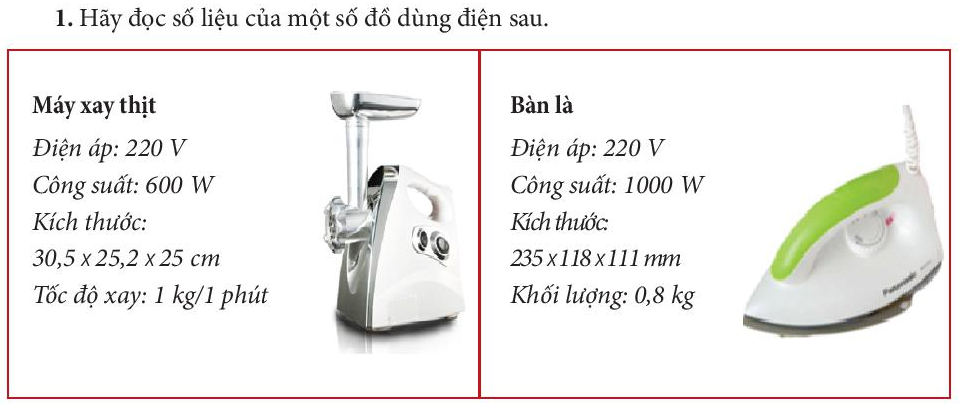 1. Hãy đọc số liệu của một số đồ dùng điện sau.
Máy xay thịt
Điện áp: 220 V
Công suất: 600 W
Kích thước:
30,5 x 25,2 x 25 cm
Tốc độ xay: 1 kg/1 phút
Bàn là
Điện áp: 220 V
Công suất: 1000 W
Kích thước:
235 x 118 x 111 mm
Khối lượng: 0,8 kg
Panasonic